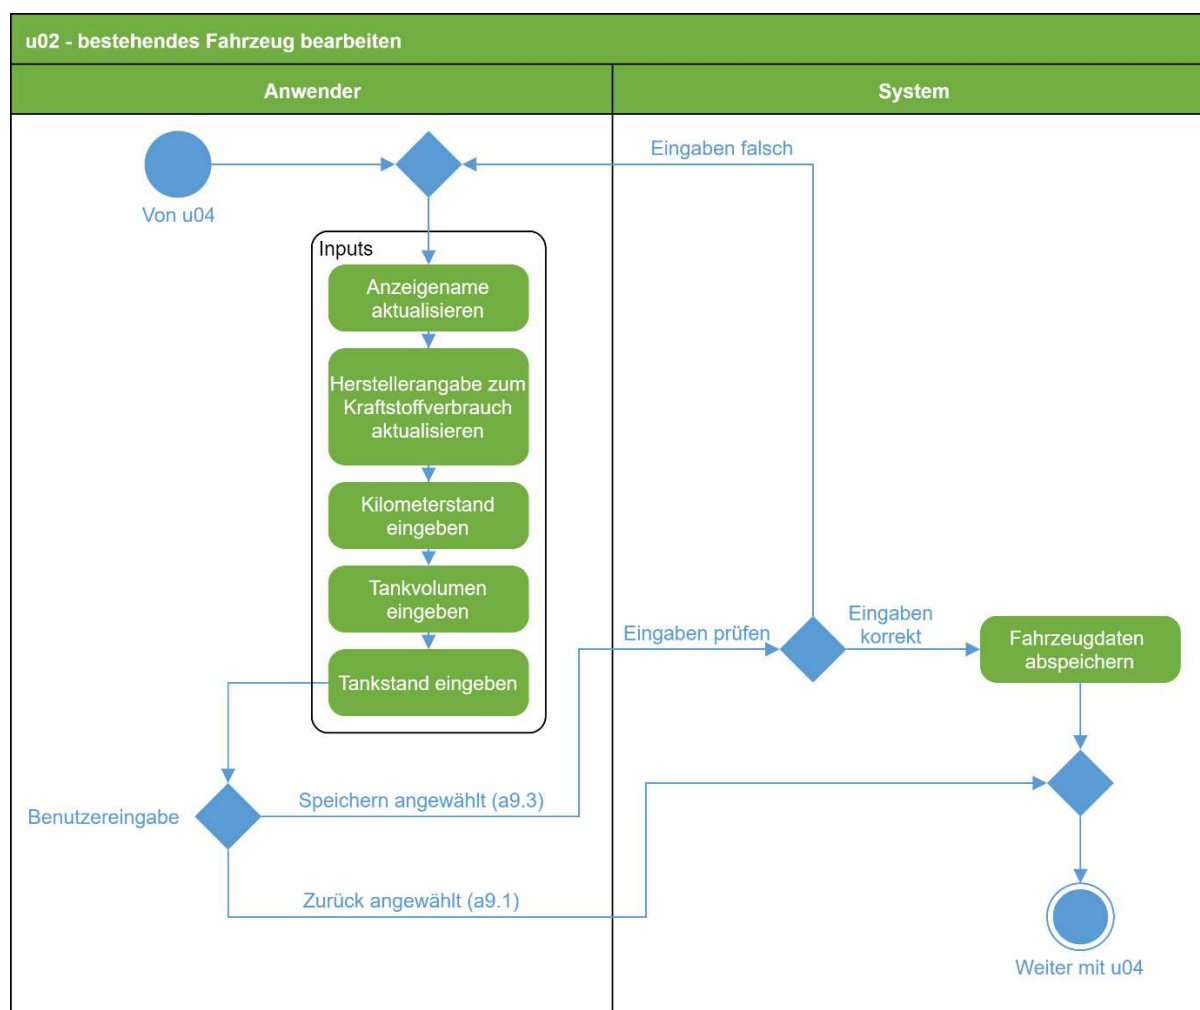 u02 - bestehendes Fahrzeug bearbeiten
Anwender
System
Eingaben falsch
Von u04
Inputs
Anzeigename
aktualisieren
Herstellerangabe zum
Kraftstoffverbrauch
aktualisieren
Kilometerstand
eingeben
Tankvolumen
eingeben
Tankstand eingeben
Eingaben prüfen
Eingaben
korrekt
Fahrzeugdaten
abspeichern
Benutzereingabe
Speichern angewählt (a9.3)
Zurück angewählt (a9.1)
Weiter mit u04